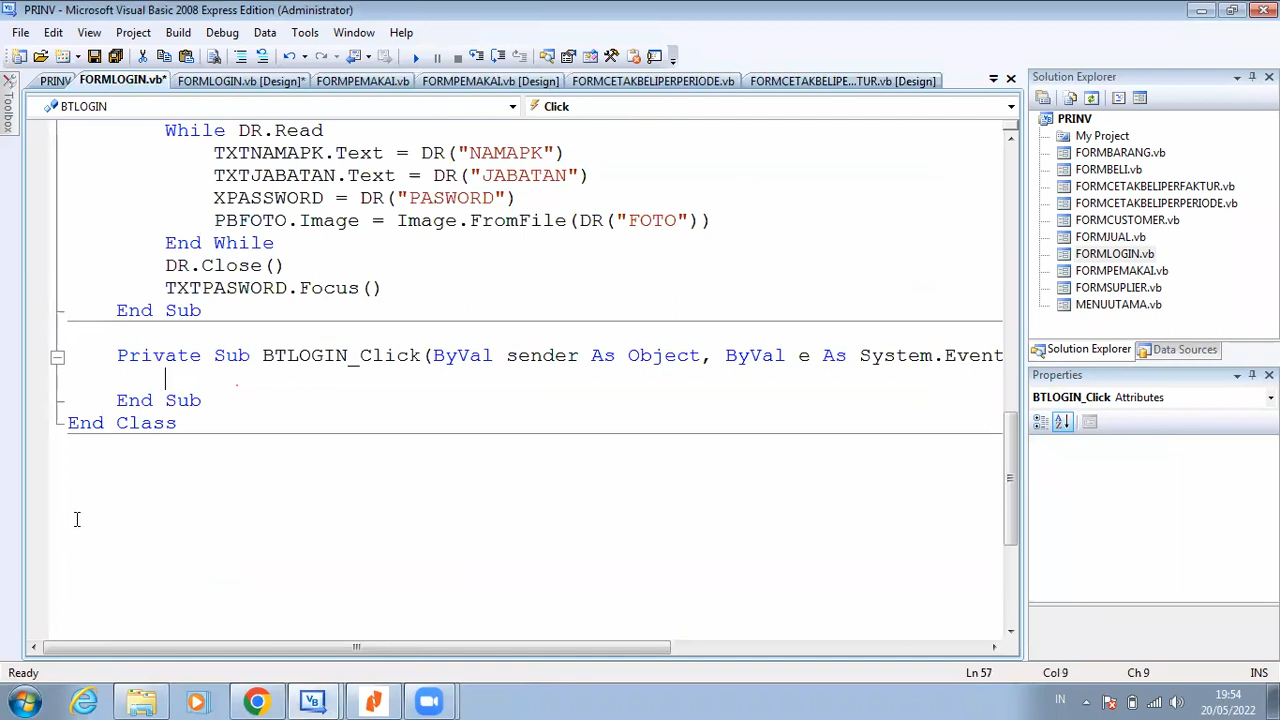 PRINV - Microsoft Visual Basic 2008 Express Edition (Administrator)
File Edit View Project Build Debug Data Tools Window Help
PRINV FORMLOGIN.vb* FORMLOGIN.vb [Design]* FORMPEMAKAI.vb FORMPEMAKAI.vb [Design] FORMCETAKBELIPERPERIODE.vb FORMCETAKBELIPE...TUR.vb [Design]
Toolbox
BTLOGIN Click
While DR.Read
TXTNAMAPK.Text = DR("NAMAPK")
TXTJABATAN.Text = DR("JABATAN")
XPASSWORD = DR("PASWORD")
PBFOTO.Image = Image.FromFile(DR("FOTO"))
End While
DR.Close()
TXTPASWORD.Focus()
End Sub
Private Sub BTLOGIN_Click(ByVal sender As Object, ByVal e As System.Event
End Sub
End Class
Solution Explorer
PRINV
My Project
FORMBARANG.vb
FORMBELI.vb
FORMCETAKBELIPERFAKTUR.vb
FORMCETAKBELIPERPERIODE.vb
FORMCUSTOMER.vb
FORMJUAL.vb
FORMLOGIN.vb
FORMPEMAKAI.vb
FORMSUPLIER.vb
MENUUTAMA.vb
Solution Explorer Data Sources
Properties
BTLOGIN_Click Attributes
Ready Ln 57 Col 9 Ch 9 INS
IN
19:54
20/05/2022